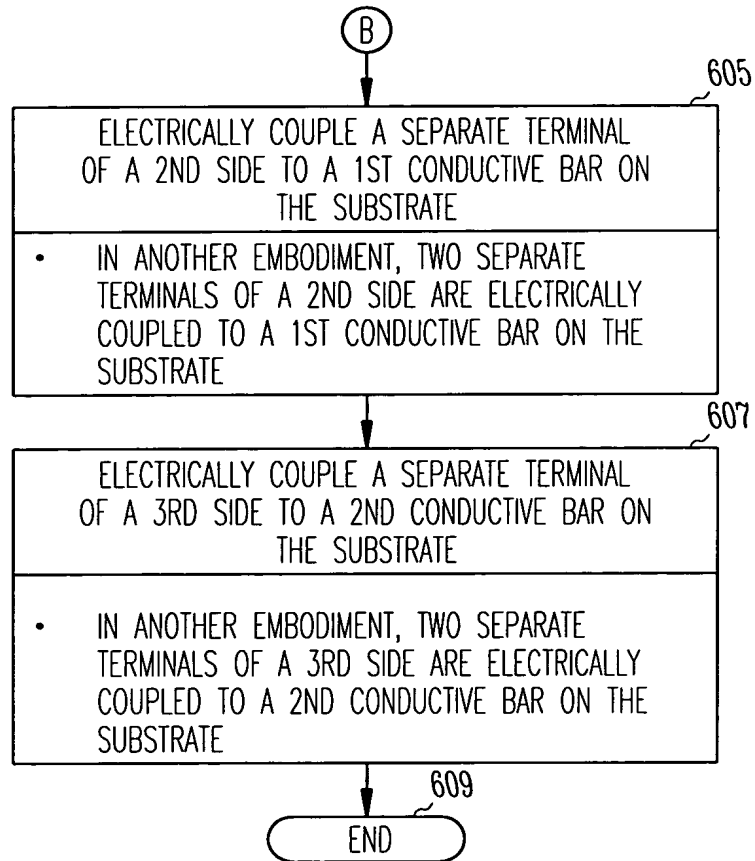 B
605
ELECTRICALLY COUPLE A SEPARATE TERMINAL
OF A 2ND SIDE TO A 1ST CONDUCTIVE BAR ON
THE SUBSTRATE
• IN ANOTHER EMBODIMENT, TWO SEPARATE
TERMINALS OF A 2ND SIDE ARE ELECTRICALLY
COUPLED TO A 1ST CONDUCTIVE BAR ON THE
SUBSTRATE
607
ELECTRICALLY COUPLE A SEPARATE TERMINAL
OF A 3RD SIDE TO A 2ND CONDUCTIVE BAR ON
THE SUBSTRATE
• IN ANOTHER EMBODIMENT, TWO SEPARATE
TERMINALS OF A 3RD SIDE ARE ELECTRICALLY
COUPLED TO A 2ND CONDUCTIVE BAR ON THE
SUBSTRATE
609
END